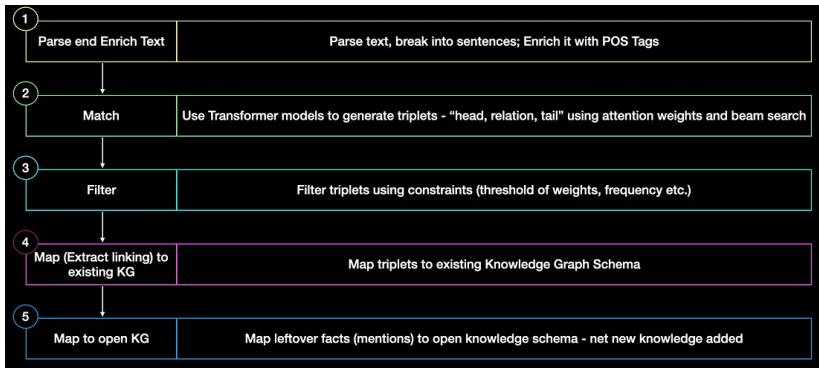 1
Parse end Enrich Text
Parse text, break into sentences; Enrich it with POS Tags
2
Match
Use Transformer models to generate triplets - “head, relation, tail” using attention weights and beam search
3
Filter
Filter triplets using constraints (threshold of weights, frequency etc.)
4
Map (Extract linking) to
existing KG
Map triplets to existing Knowledge Graph Schema
5
Map to open KG
Map leftover facts (mentions) to open knowledge schema - net new knowledge added